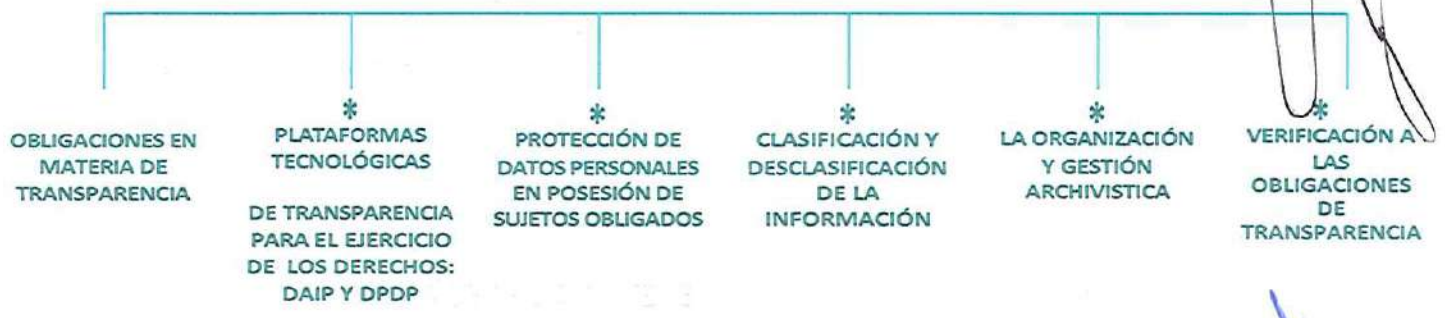 OBLIGACIONES EN
MATERIA DE
TRANSPARENCIA
*
PLATAFORMAS
TECNOLÓGICAS
DE TRANSPARENCIA
PARA EL EJERCICIO
DE LOS DERECHOS:
DAIP Y DPDP
*
PROTECCIÓN DE
DATOS PERSONALES
EN POSESIÓN DE
SUJETOS OBLIGADOS
*
CLASIFICACIÓN Y
DESCLASIFICACIÓN
DE LA
INFORMACIÓN
*
LA ORGANIZACIÓN
Y GESTIÓN
ARCHIVISTICA
*
VERIFICACIÓN A
LAS
OBLIGACIONES
DE
TRANSPARENCIA